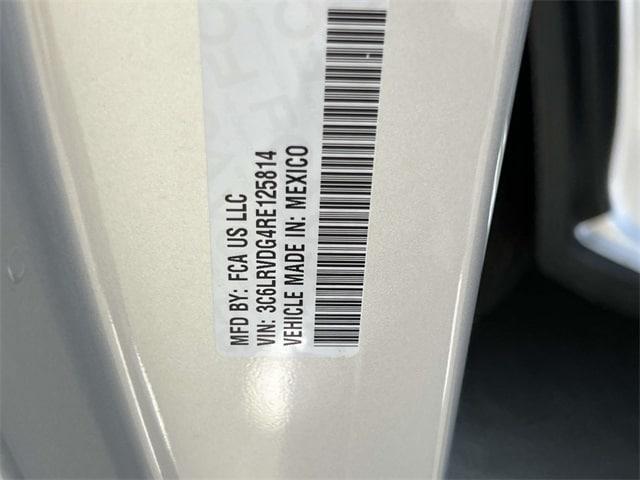 MFD BY: FCA US LLC
VIN: 3C6LRVDG4RE125814
VEHICLE MADE IN: MEXICO